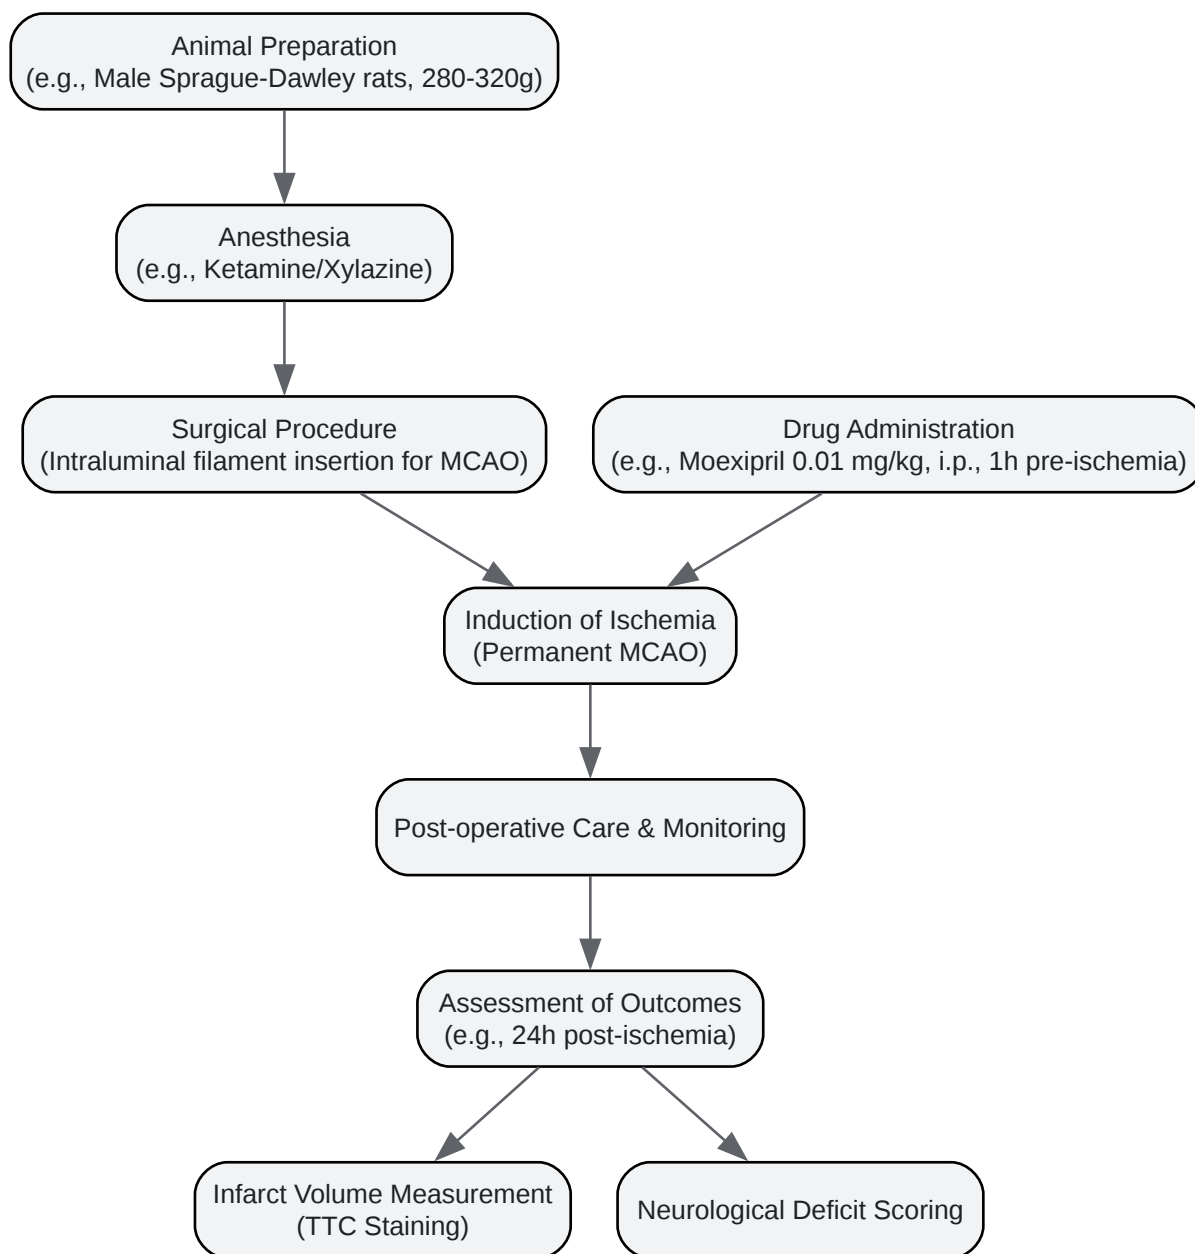 Animal Preparation
(e.g., Male Sprague-Dawley rats, 280-320g)
Anesthesia
(e.g., Ketamine/Xylazine)
Surgical Procedure
(Intraluminal filament insertion for MCAO)
Drug Administration
(e.g., Moexipril 0.01 mg/kg, i.p., 1h pre-ischemia)
Induction of Ischemia
(Permanent MCAO)
Post-operative Care & Monitoring
Assessment of Outcomes
(e.g., 24h post-ischemia)
Infarct Volume Measurement
(TTC Staining)
Neurological Deficit Scoring